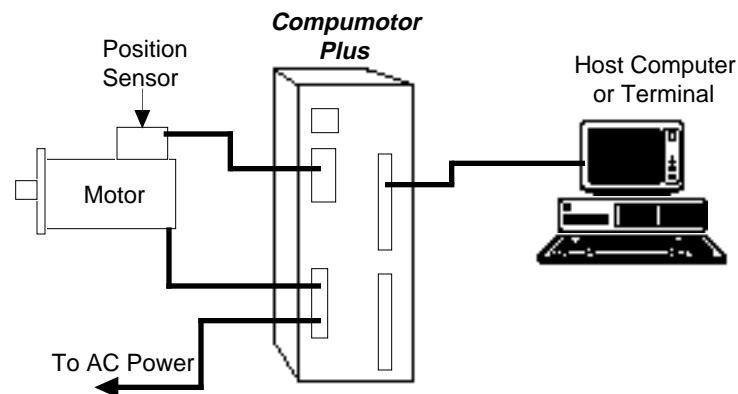 Compumotor
Plus
Position
Sensor
Host Computer
or Terminal
Motor
To AC Power